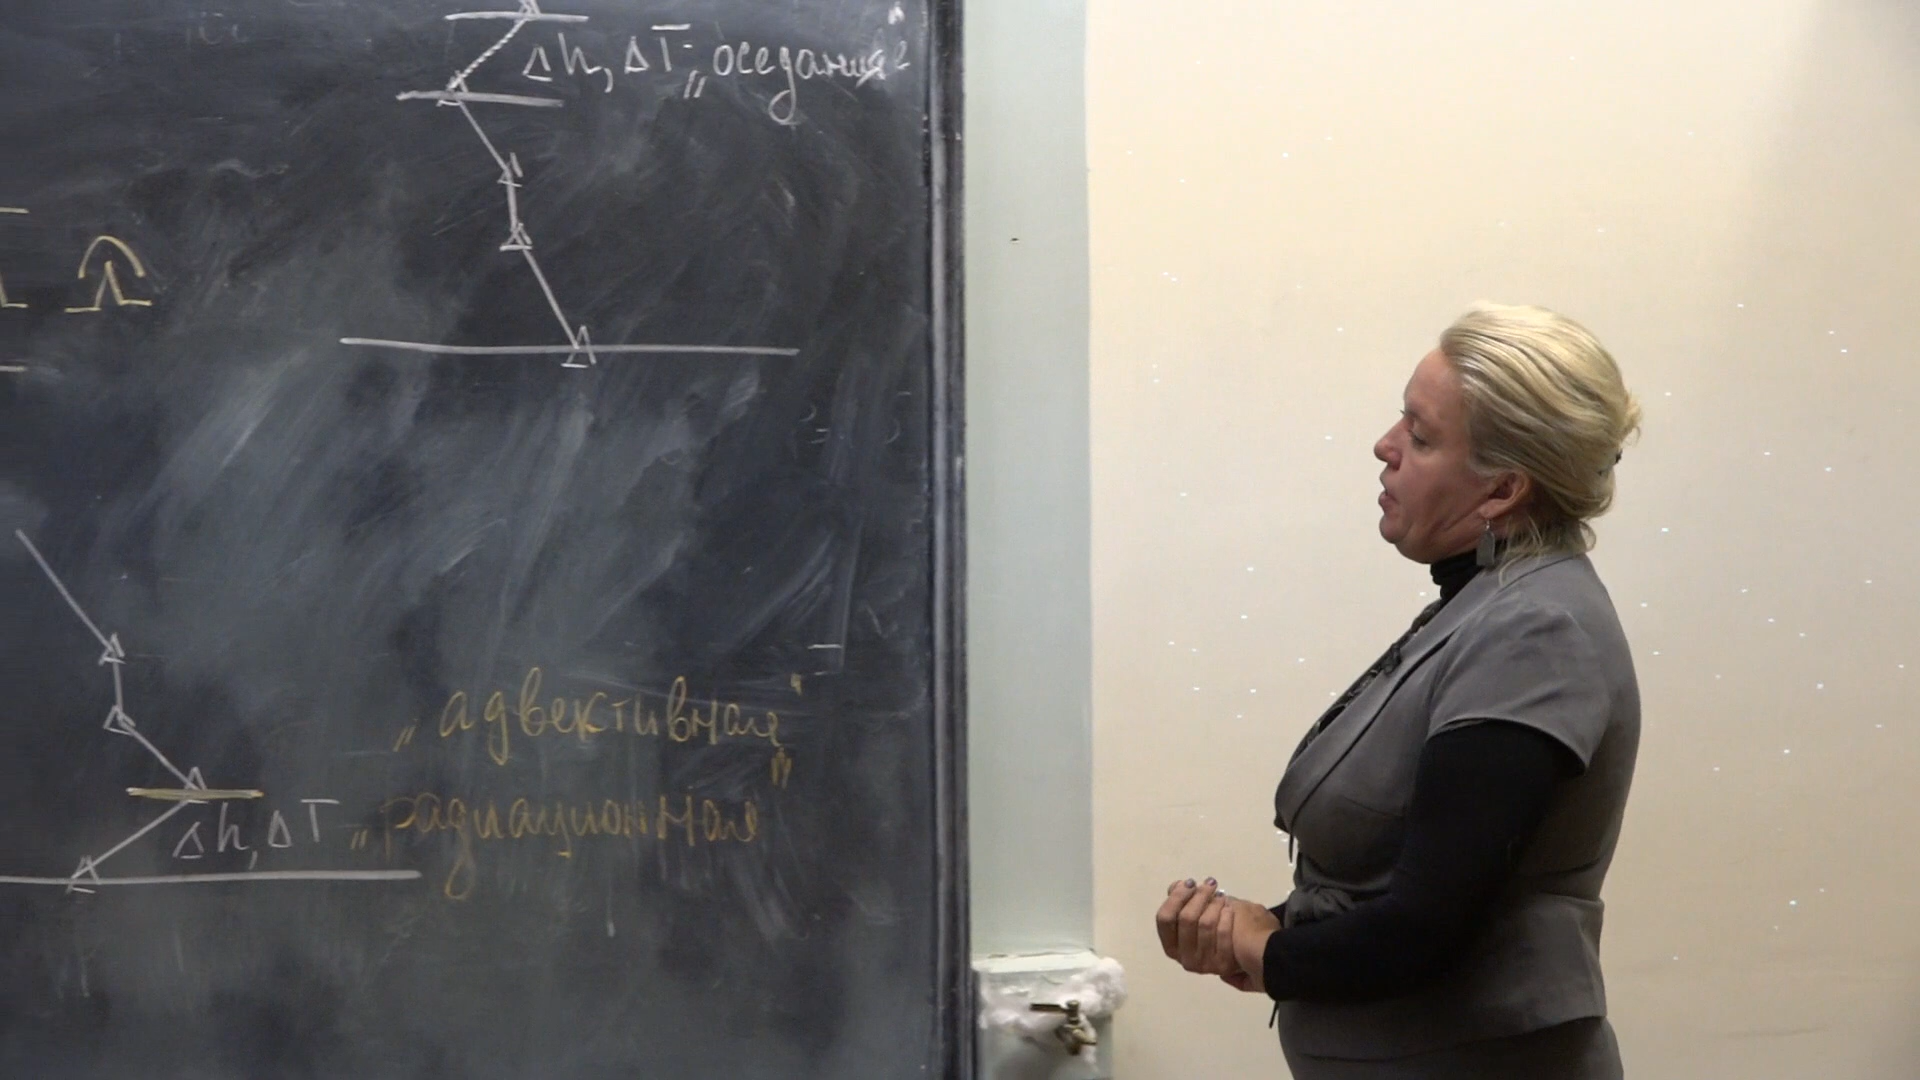 Δh, ΔT „оседания"
„адвективная"
Δh, ΔT „радиационная"